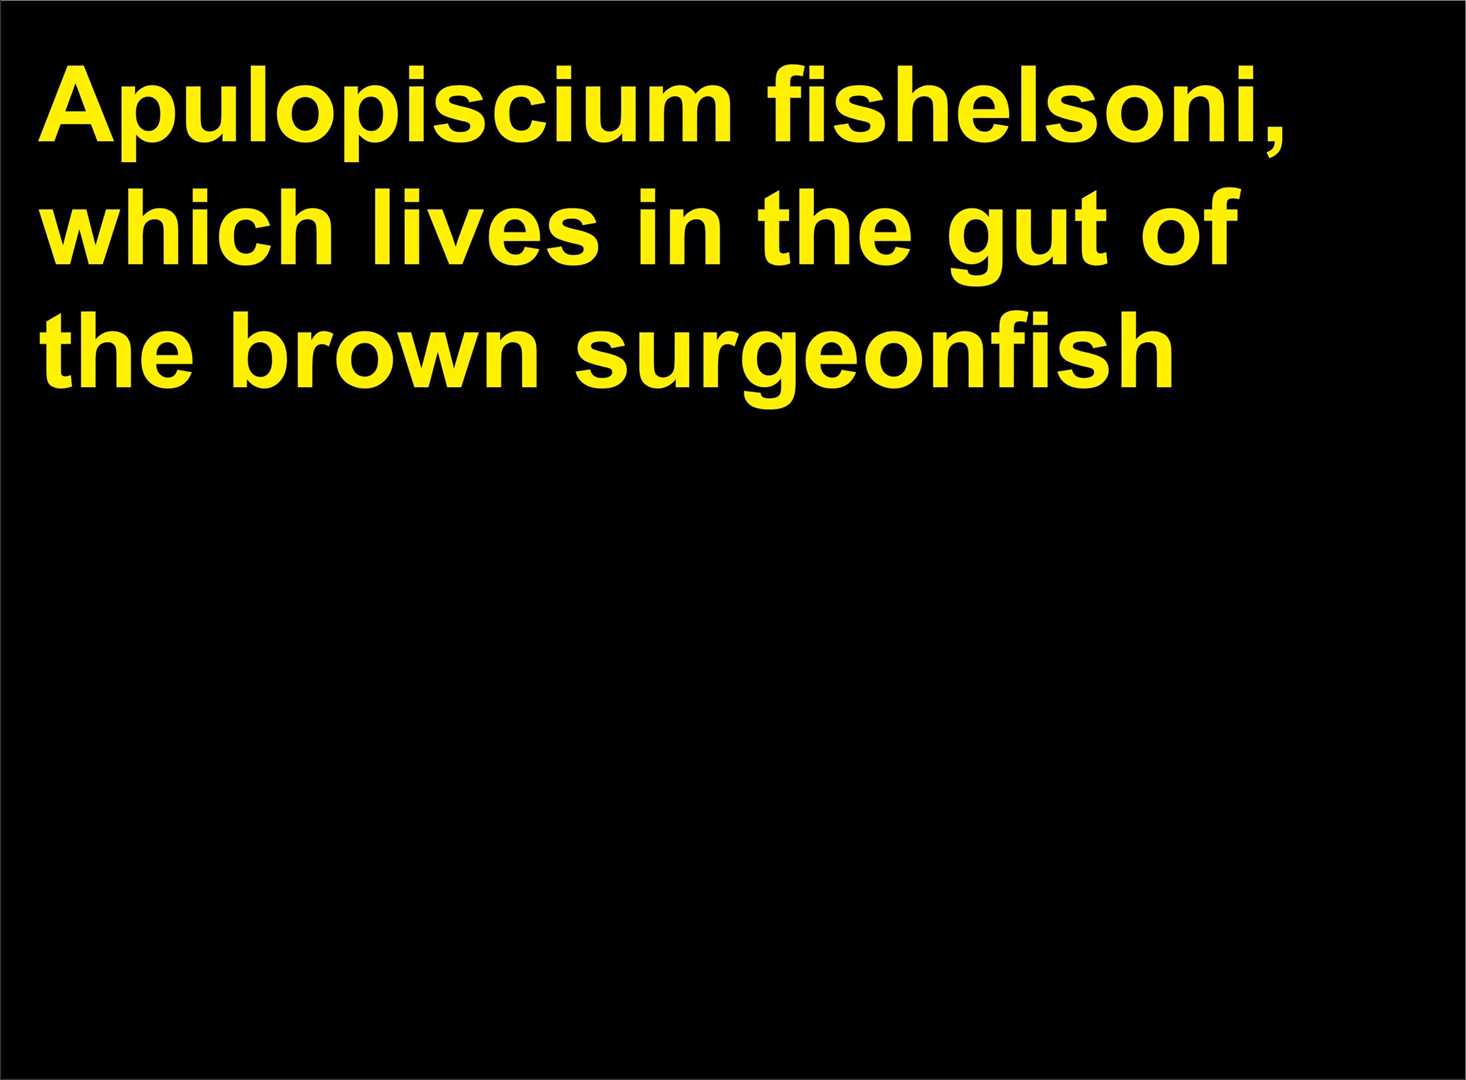 Apulopiscium fishelsoni,
which lives in the gut of
the brown surgeonfish